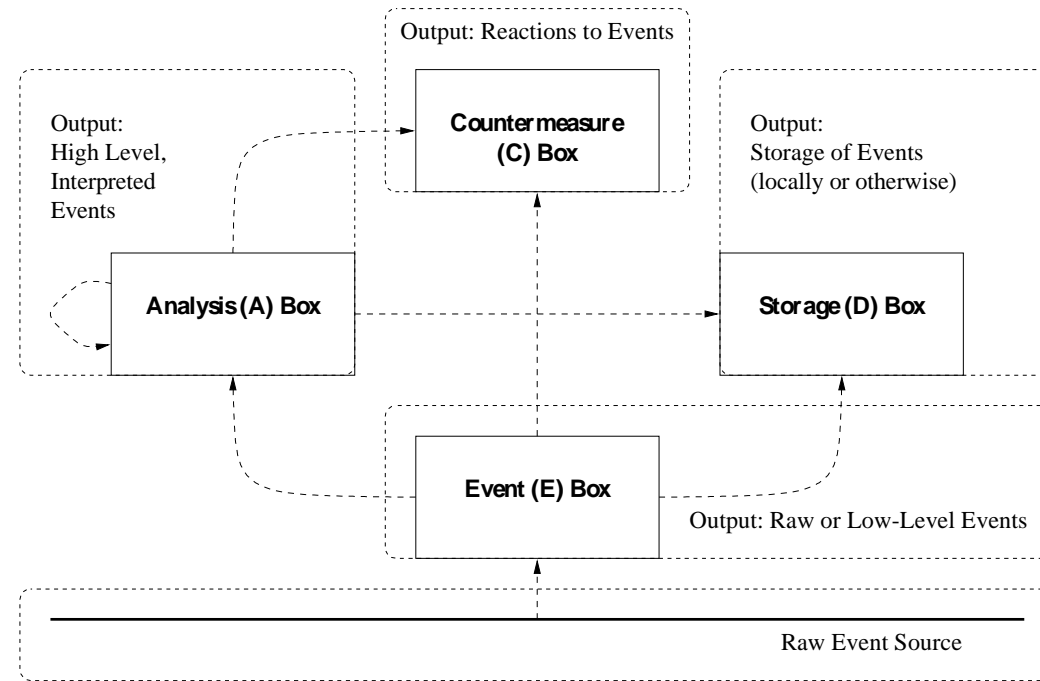 Output: Reactions to Events
Countermeasure
(C) Box
Output:
High Level,
Interpreted
Events
Output:
Storage of Events
(locally or otherwise)
Analysis (A) Box
Storage (D) Box
Event (E) Box
Output: Raw or Low-Level Events
Raw Event Source